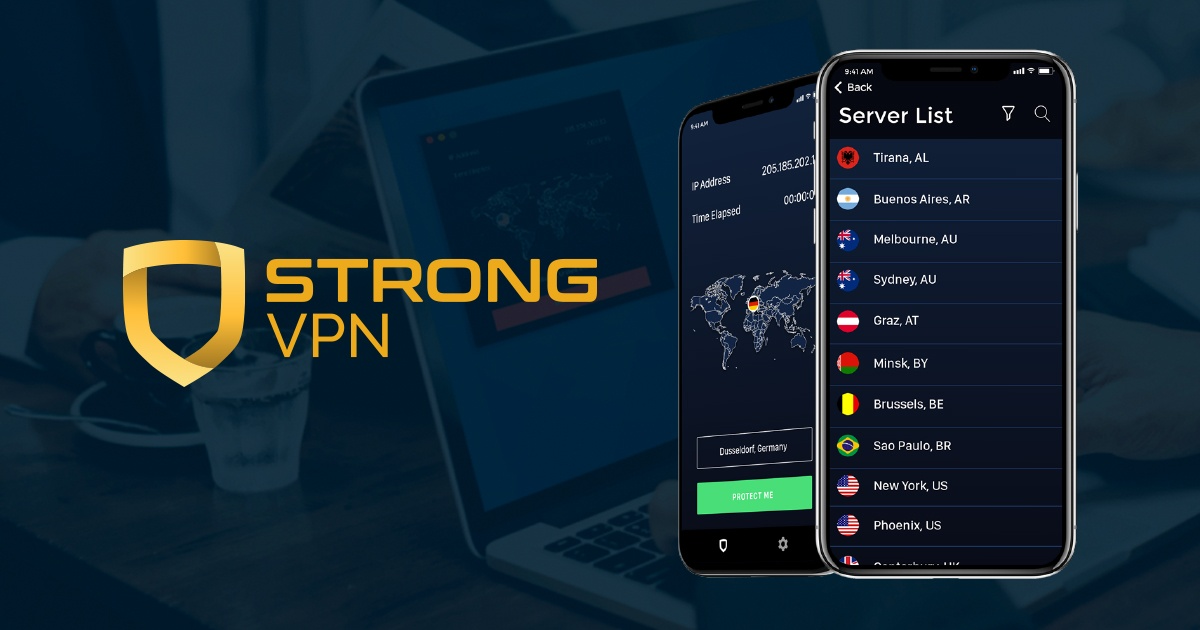 STRONG
VPN
9:41 AM
IP Address
205.185.202.1
Time Elapsed
00:00:0
Dusseldorf, Germany
PROTECT ME
9:41 AM
Back
Server List
Tirana, AL
Buenos Aires, AR
Melbourne, AU
Sydney, AU
Graz, AT
Minsk, BY
Brussels, BE
Sao Paulo, BR
New York, US
Phoenix, US